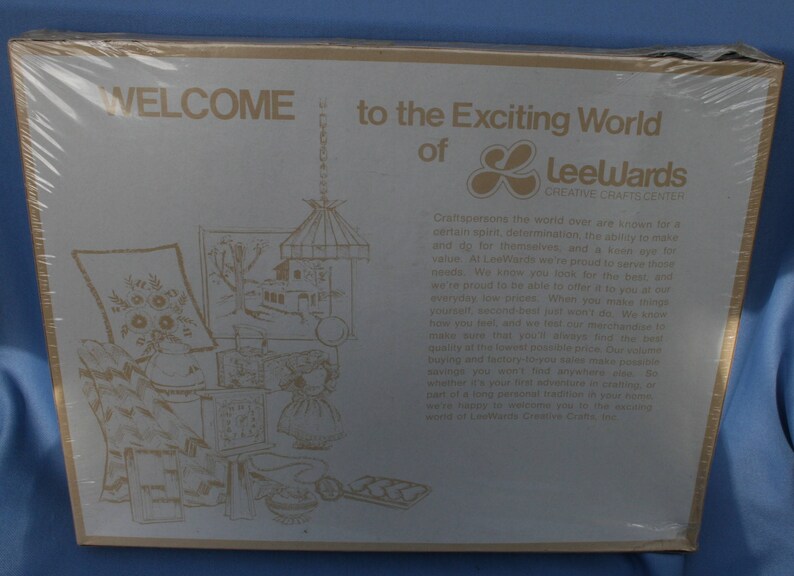 WELCOME to the Exciting World
of LeeWards
CREATIVE CRAFTS CENTER
Craftspersons the world over are known for a
certain spirit, determination, the ability to make
and do for themselves, and a keen eye for
value. At LeeWards we're proud to serve those
needs. We know you look for the best, and
we're proud to be able to offer it to you at our
everyday low prices. When you make things
yourself, second-best just won't do. We know
how you feel, and we test our merchandise to
make sure that you'll always find the best
quality at the lowest possible price. Our volume
buying and factory-to-you sales make possible
savings you won't find anywhere else. So
whether it's your first adventure in crafting, or
part of a long personal tradition in your home,
we're happy to welcome you to the exciting
world of LeeWards Creative Crafts, Inc.